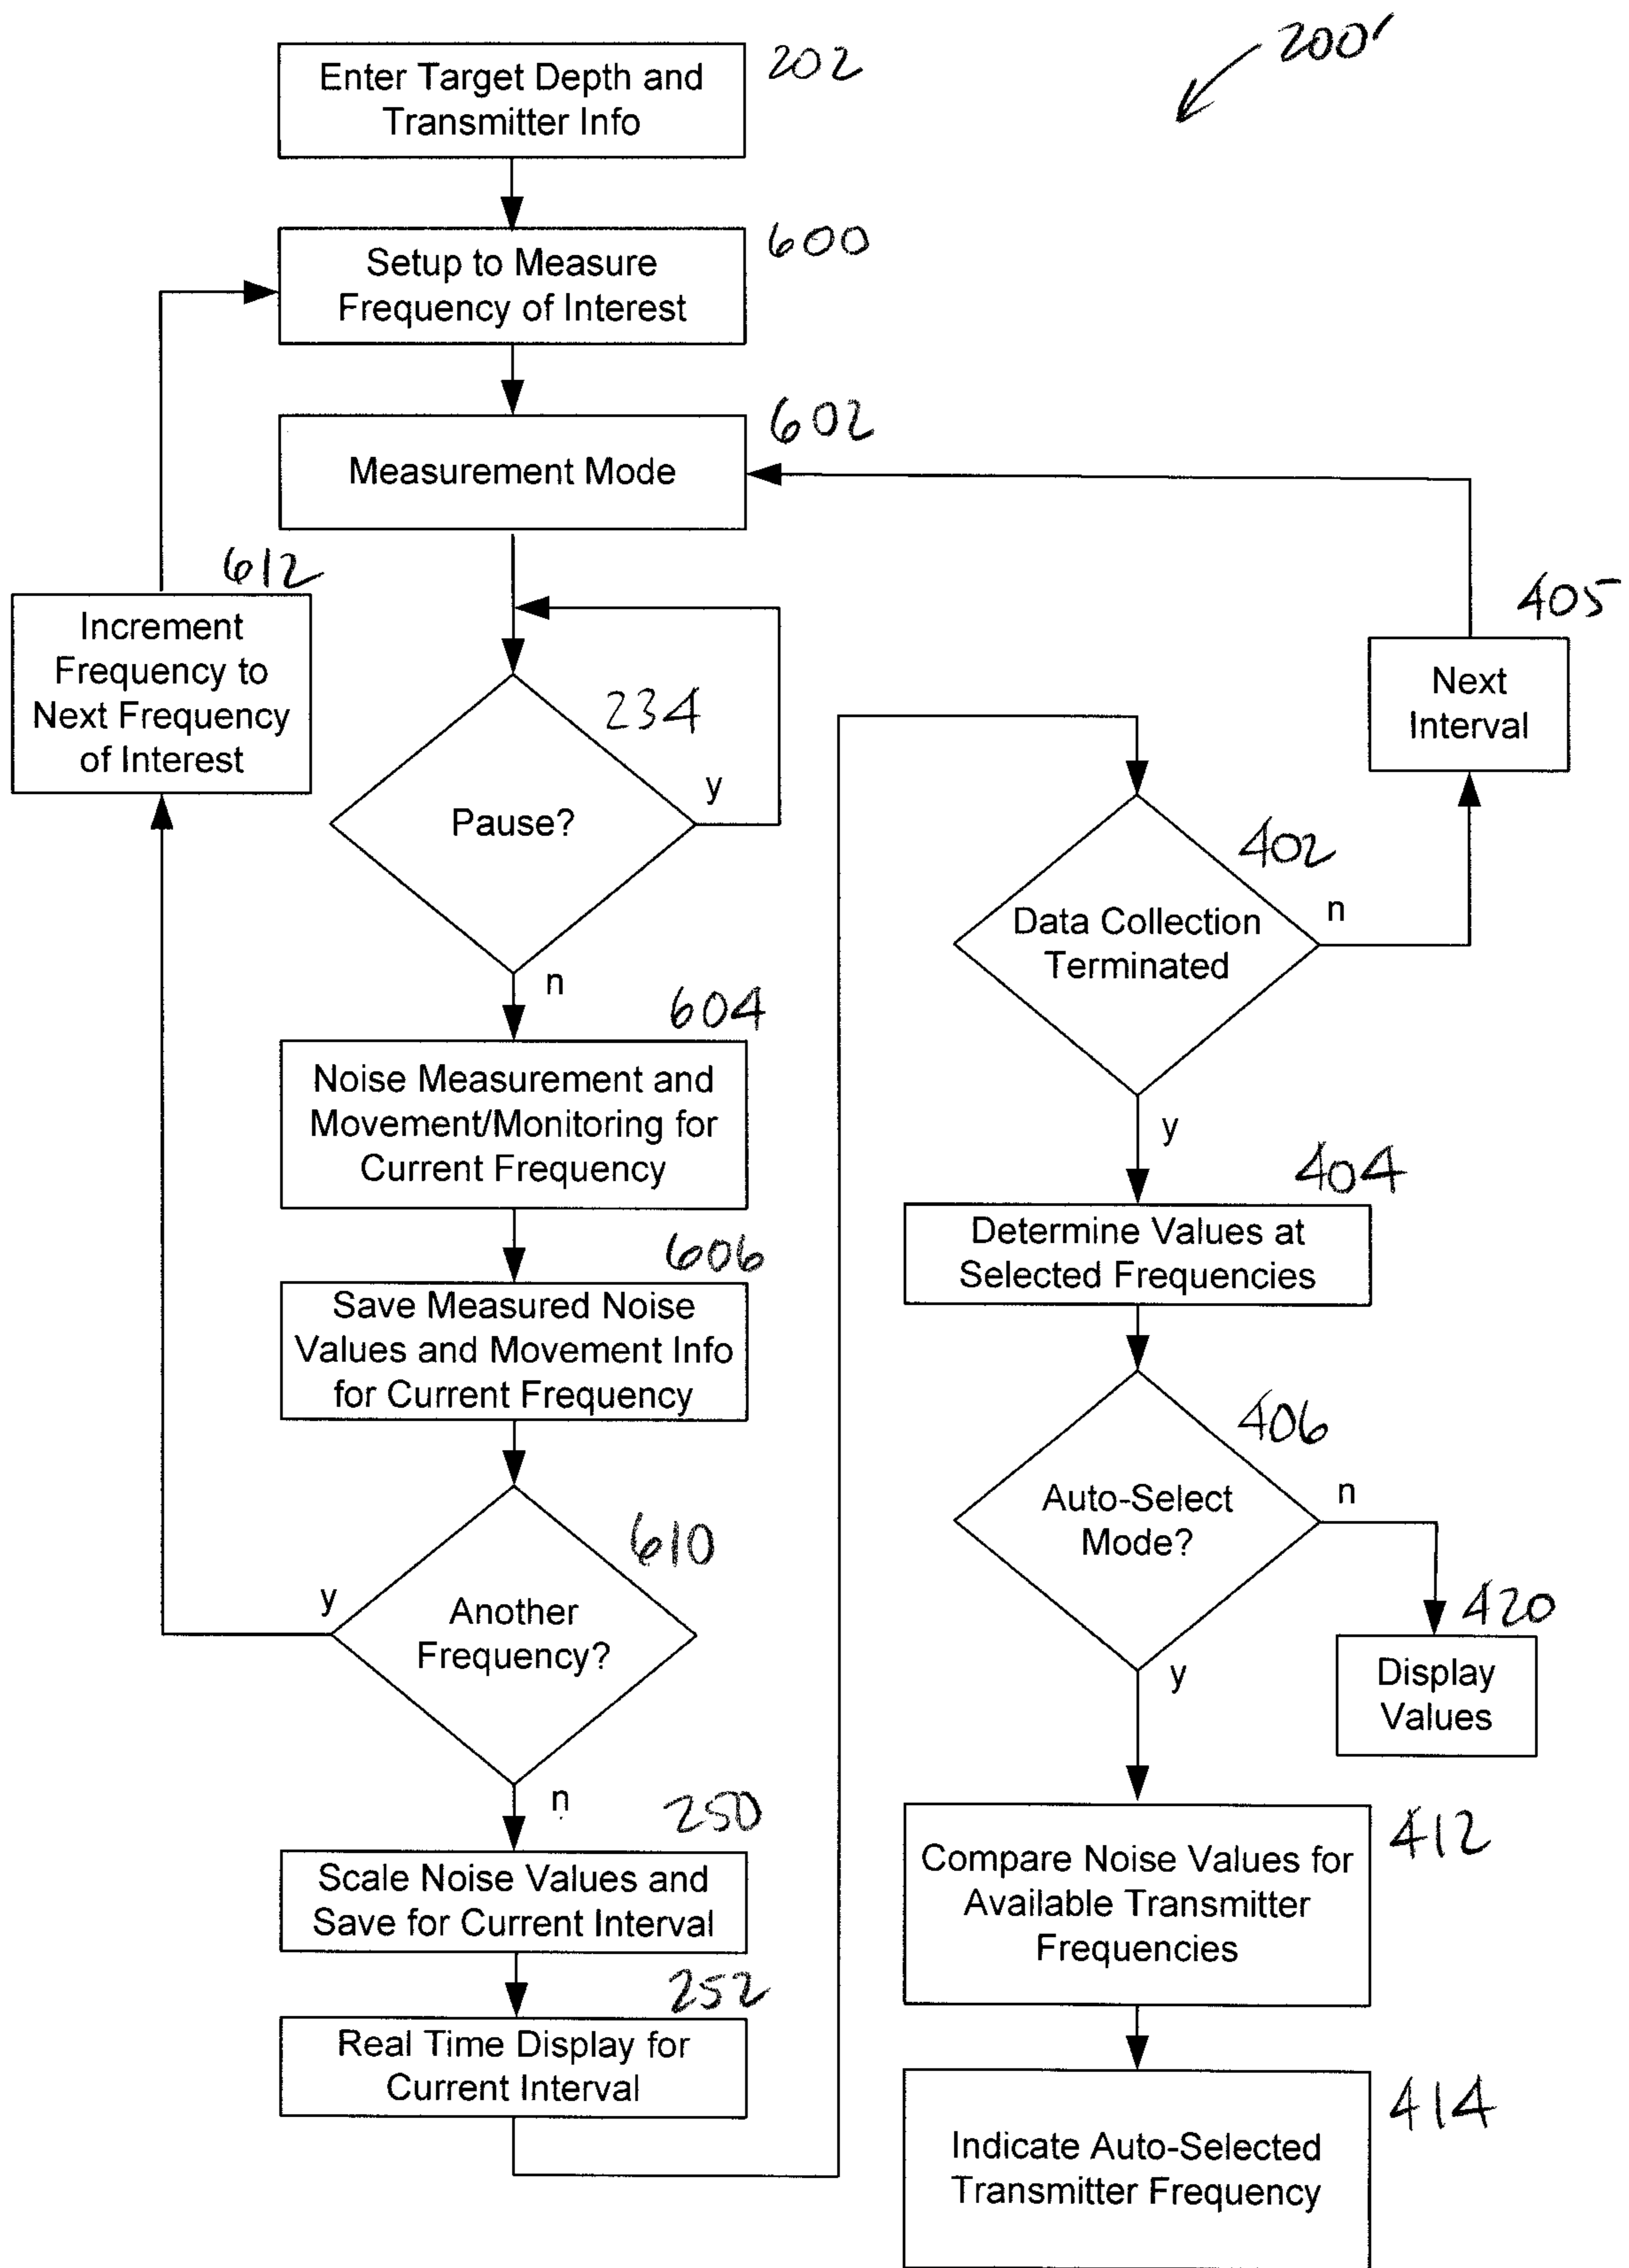 200'
Enter Target Depth and
Transmitter Info
202
Setup to Measure
Frequency of Interest
600
Measurement Mode
602
612
Increment
Frequency to
Next Frequency
of Interest
234
Pause?
y
n
604
Noise Measurement and
Movement/Monitoring for
Current Frequency
606
Save Measured Noise
Values and Movement Info
for Current Frequency
610
Another
Frequency?
y
n
250
Scale Noise Values and
Save for Current Interval
252
Real Time Display for
Current Interval
405
Next
Interval
402
Data Collection
Terminated
n
y
404
Determine Values at
Selected Frequencies
406
Auto-Select
Mode?
n
y
420
Display
Values
412
Compare Noise Values for
Available Transmitter
Frequencies
414
Indicate Auto-Selected
Transmitter Frequency